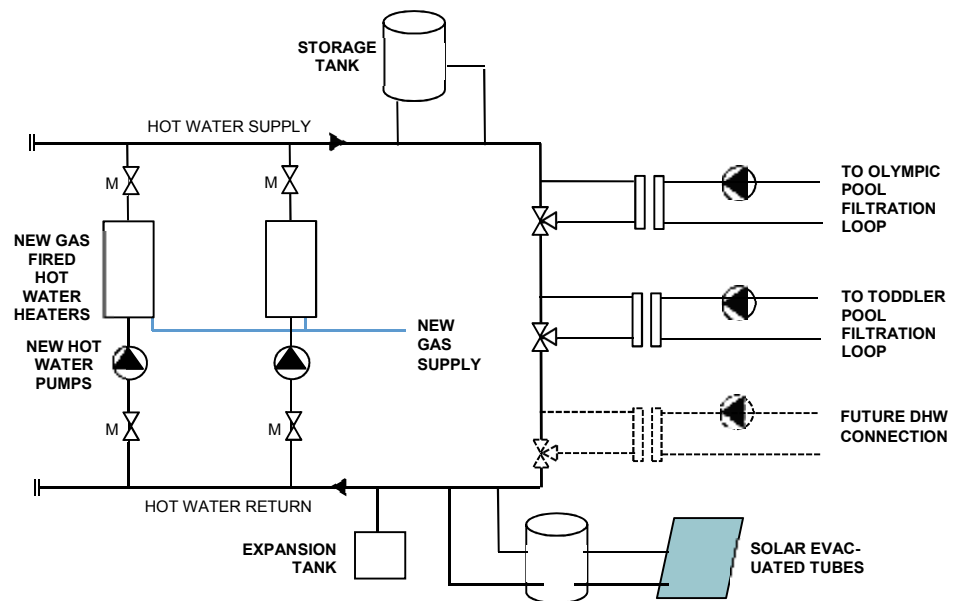 STORAGE
TANK
HOT WATER SUPPLY
M
M
TO OLYMPIC
POOL
FILTRATION
LOOP
NEW GAS
FIRED
HOT
WATER
HEATERS
NEW
GAS
SUPPLY
TO TODDLER
POOL
FILTRATION
LOOP
NEW HOT
WATER
PUMPS
M
M
FUTURE DHW
CONNECTION
HOT WATER RETURN
EXPANSION
TANK
SOLAR EVAC-
UATED TUBES